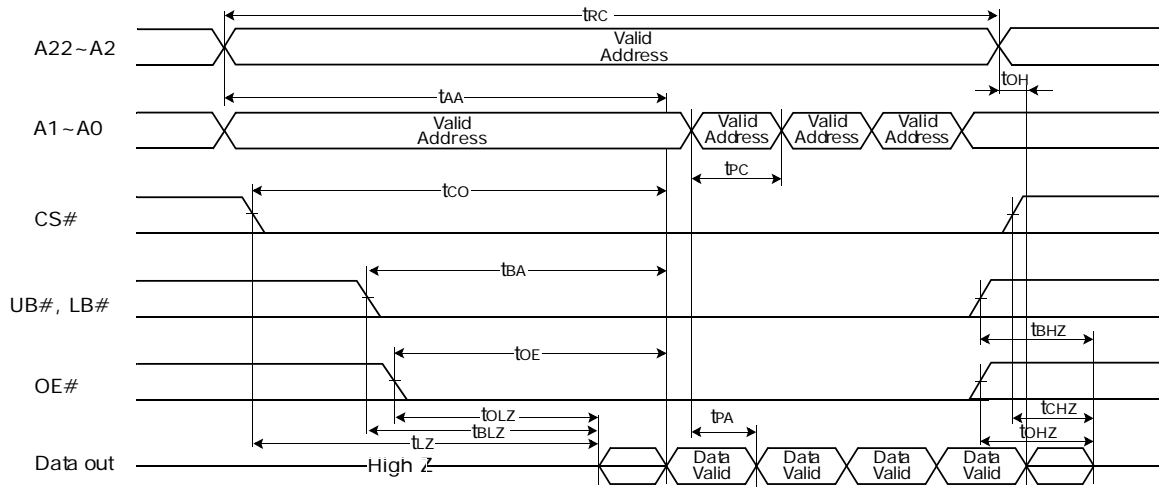 tRC
A22~A2
Valid
Address
tOH
tAA
A1~A0
Valid
Address
Valid
Address
Valid
Address
Valid
Address
tPC
tCO
CS#
tBA
UB#, LB#
tBHZ
tOE
OE#
tOLZ
tPA
tCHZ
tBLZ
tOHZ
tLZ
Data out
High Z
Data
Valid
Data
Valid
Data
Valid
Data
Valid